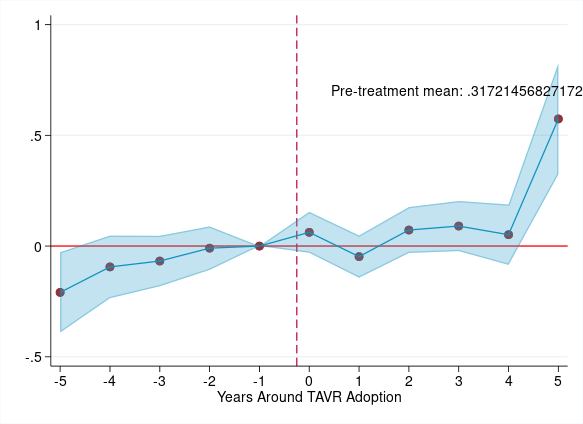 1
Pre-treatment mean: .31721456827172
.5
0
-.5
-5 -4 -3 -2 -1 0 1 2 3 4 5
Years Around TAVR Adoption